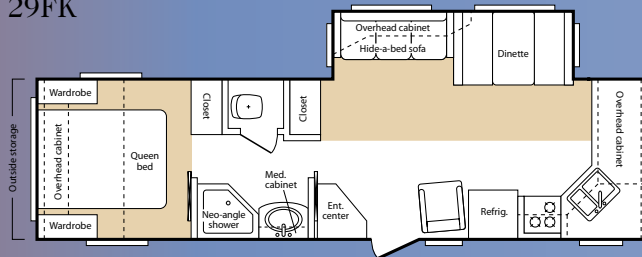 29FK
Overhead cabinet
Hide-a-bed sofa
Dinette
Wardrobe
Closet
Closet
Outside storage
Overhead cabinet
Queen
bed
Overhead cabinet
Med.
cabinet
Neo-angle
shower
Ent.
center
Refrig.
Wardrobe